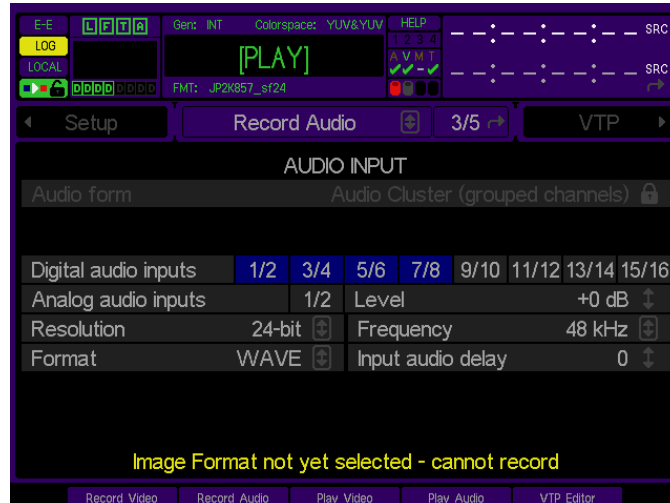 E-E L F T A Gen: INT Colorspace: YUV&YUV HELP
LOG 1 2 3 4 --:--:--:-- SRC
LOCAL [PLAY] A V M T
DDDDDDDD FMT: JP2K857_sf24 --:--:--:-- SRC
Setup Record Audio 3/5 VTP
AUDIO INPUT
Audio form Audio Cluster (grouped channels)
Digital audio inputs 1/2 3/4 5/6 7/8 9/10 11/12 13/14 15/16
Analog audio inputs 1/2 Level +0 dB
Resolution 24-bit Frequency 48 kHz
Format WAVE Input audio delay 0
Image Format not yet selected - cannot record
Record Video Record Audio Play Video Play Audio VTP Editor